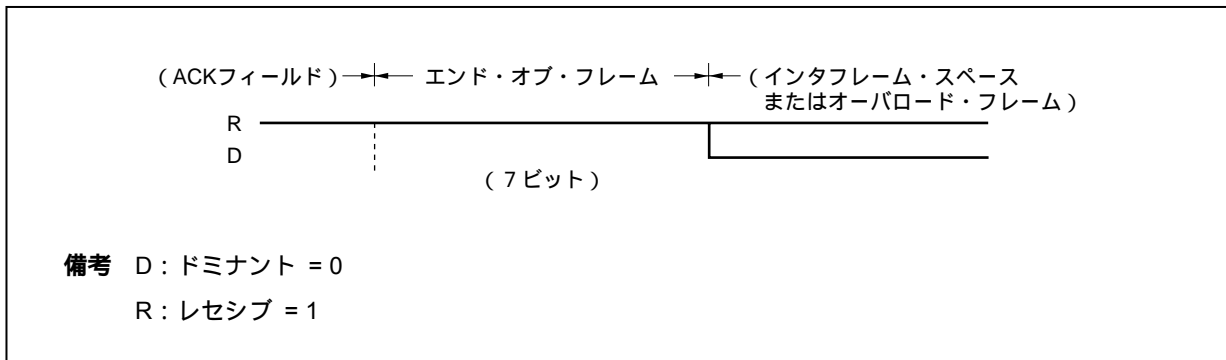 （ACKフィールド） エンド・オブ・フレーム （インタフレーム・スペース
またはオーバロード・フレーム）
R
D
（7ビット）
備考 D：ドミナント = 0
R：レセシブ = 1